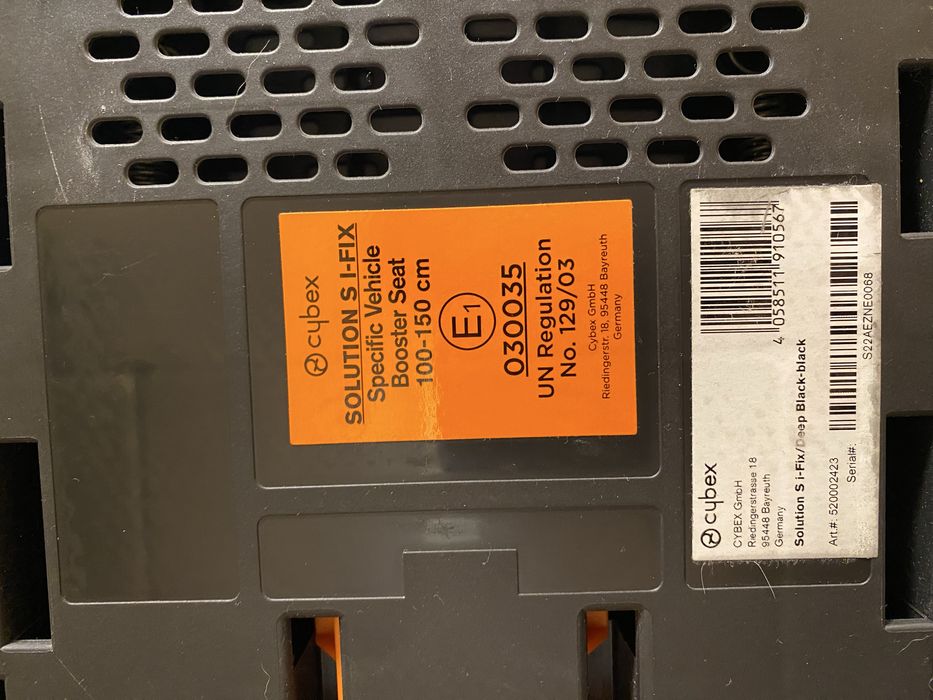 cybex
SOLUTION S I-FIX
Specific Vehicle
Booster Seat
100-150 cm
E1
030035
UN Regulation
No. 129/03
Cybex GmbH
Riedingerstr. 18, 95448 Bayreuth
Germany
cybex
CYBEX GmbH
Riedingerstrasse 18
95448 Bayreuth
Germany
Solution S i-Fix/Deep Black-black
Art.#: 520002423
Serial#:
4 058511 910567
S22AEZNE0068